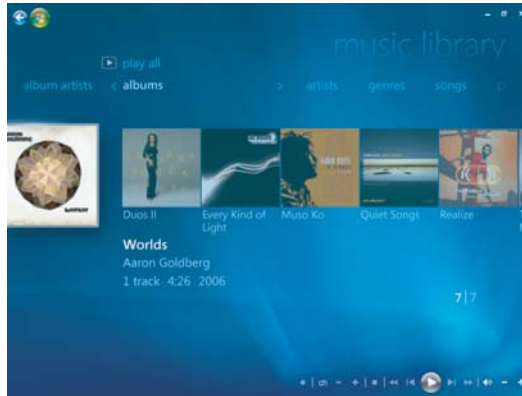 music library
play all
album artists < albums > artists genres songs
Duos II Every Kind of Light Muso Ko Quiet Songs Realize
Worlds
Aaron Goldberg
1 track 4:26 2006
7|7